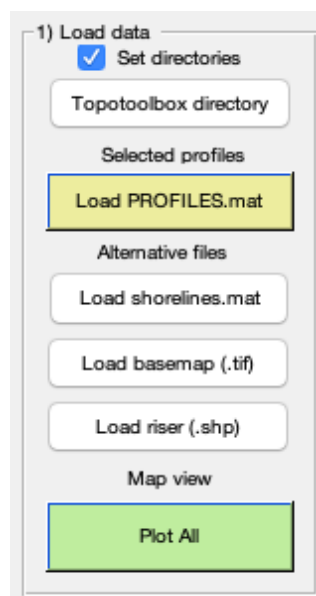 1) Load data
Set directories
Topotoolbox directory
Selected profiles
Load PROFILES.mat
Alternative files
Load shorelines.mat
Load basemap (.tif)
Load riser (.shp)
Map view
Plot All